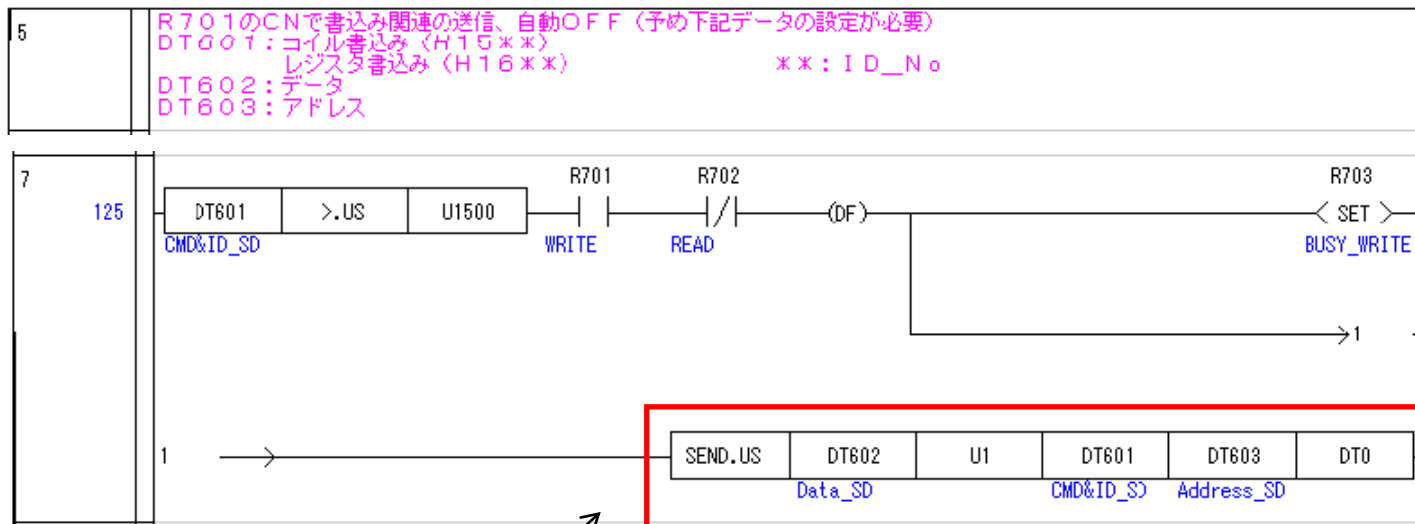 5
R701のCNで書込み関連の送信、自動OFF(予め下記データの設定が必要)
DT601:コイル書込み(H15**)
レジスタ書込み(H16**) **:ID_No
DT602:データ
DT603:アドレス
7
R701 R702 R703
125 DT601 >.US U1500 (DF) < SET >
CMD&ID_SD WRITE READ BUSY_WRITE
1
1 SEND.US DT602 U1 DT601 DT603 DT0
Data_SD CMD&ID_S Address_SD